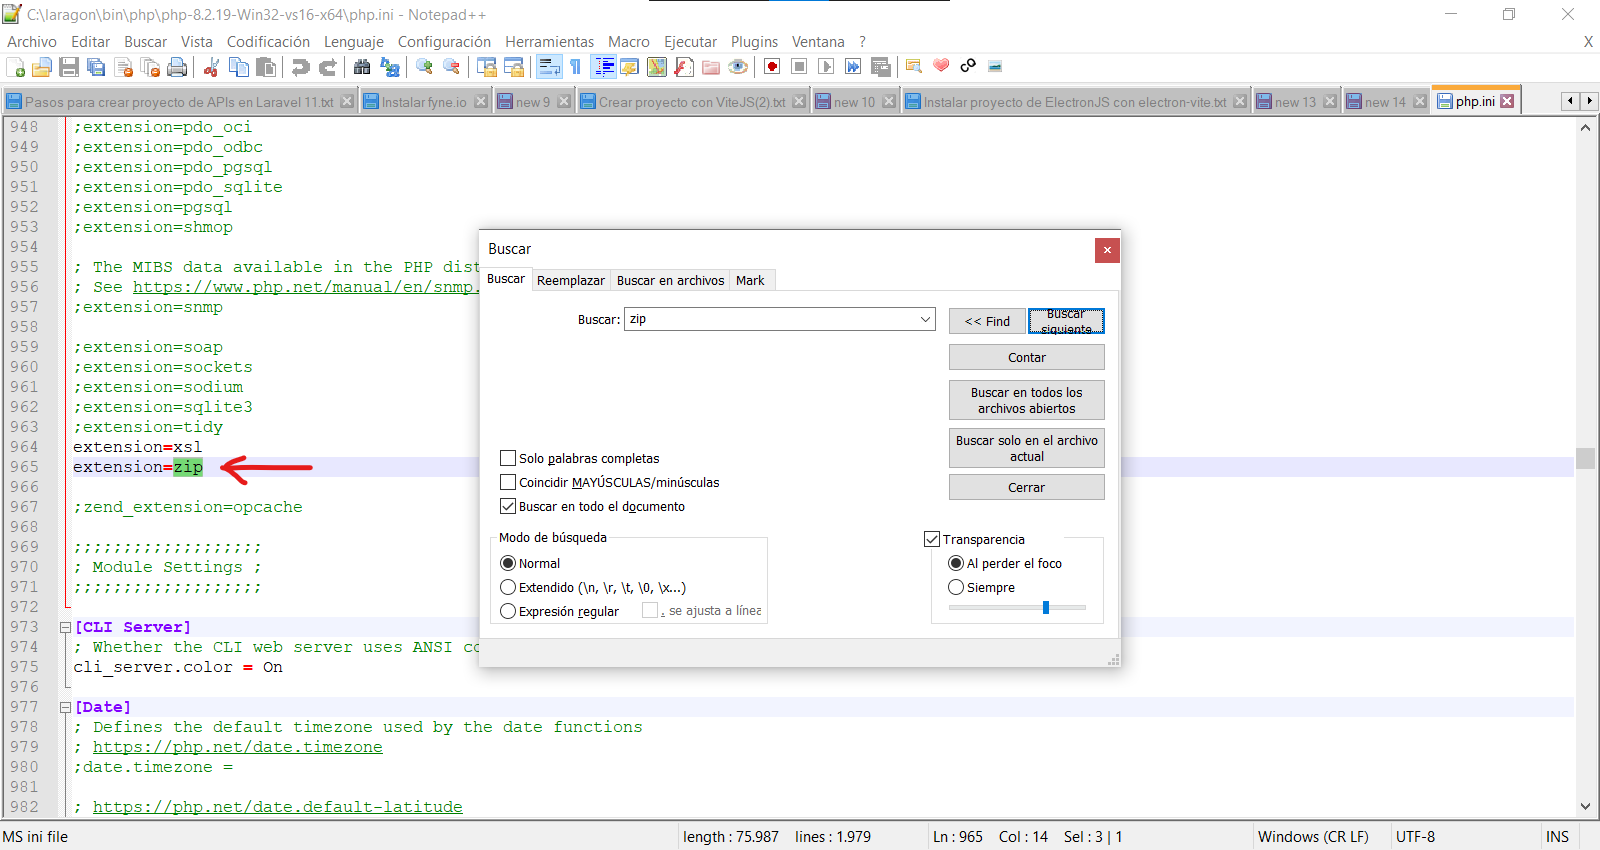 C:\laragon\bin\php\php-8.2.19-Win32-vs16-x64\php.ini - Notepad++
Archivo Editar Buscar Vista Codificación Lenguaje Configuración Herramientas Macro Ejecutar Plugins Ventana ? X
Pasos para crear proyecto de APIs en Laravel 11.txt Instalar fyne.io new 9 Crear proyecto con ViteJS(2).txt new 10 Instalar proyecto de ElectronJS con electron-vite.txt new 13 new 14 php.ini
948 ;extension=pdo_oci
949 ;extension=pdo_odbc
950 ;extension=pdo_pgsql
951 ;extension=pdo_sqlite
952 ;extension=pgsql
953 ;extension=shmop
954
955 ; The MIBS data available in the PHP dist
956 ; See https://www.php.net/manual/en/snmp.
957 ;extension=snmp
958
959 ;extension=soap
960 ;extension=sockets
961 ;extension=sodium
962 ;extension=sqlite3
963 ;extension=tidy
964 extension=xsl
965 extension=zip
966
967 ;zend_extension=opcache
968
969 ;;;;;;;;;;;;;;;;;;;
970 ; Module Settings ;
971 ;;;;;;;;;;;;;;;;;;;
972
973 [CLI Server]
974 ; Whether the CLI web server uses ANSI co
975 cli_server.color = On
976
977 [Date]
978 ; Defines the default timezone used by the date functions
979 ; https://php.net/date.timezone
980 ;date.timezone =
981
982 ; https://php.net/date.default-latitude
Buscar
Buscar Reemplazar Buscar en archivos Mark
Buscar: zip
<< Find
Buscar siguiente
Contar
Buscar en todos los
archivos abiertos
Buscar solo en el archivo
actual
Cerrar
Solo palabras completas
Coincidir MAYÚSCULAS/minúsculas
Buscar en todo el documento
Modo de búsqueda
Normal
Extendido (\n, \r, \t, \0, \x...)
Expresión regular . se ajusta a línea
Transparencia
Al perder el foco
Siempre
MS ini file length : 75.987 lines : 1.979 Ln : 965 Col : 14 Sel : 3 | 1 Windows (CR LF) UTF-8 INS